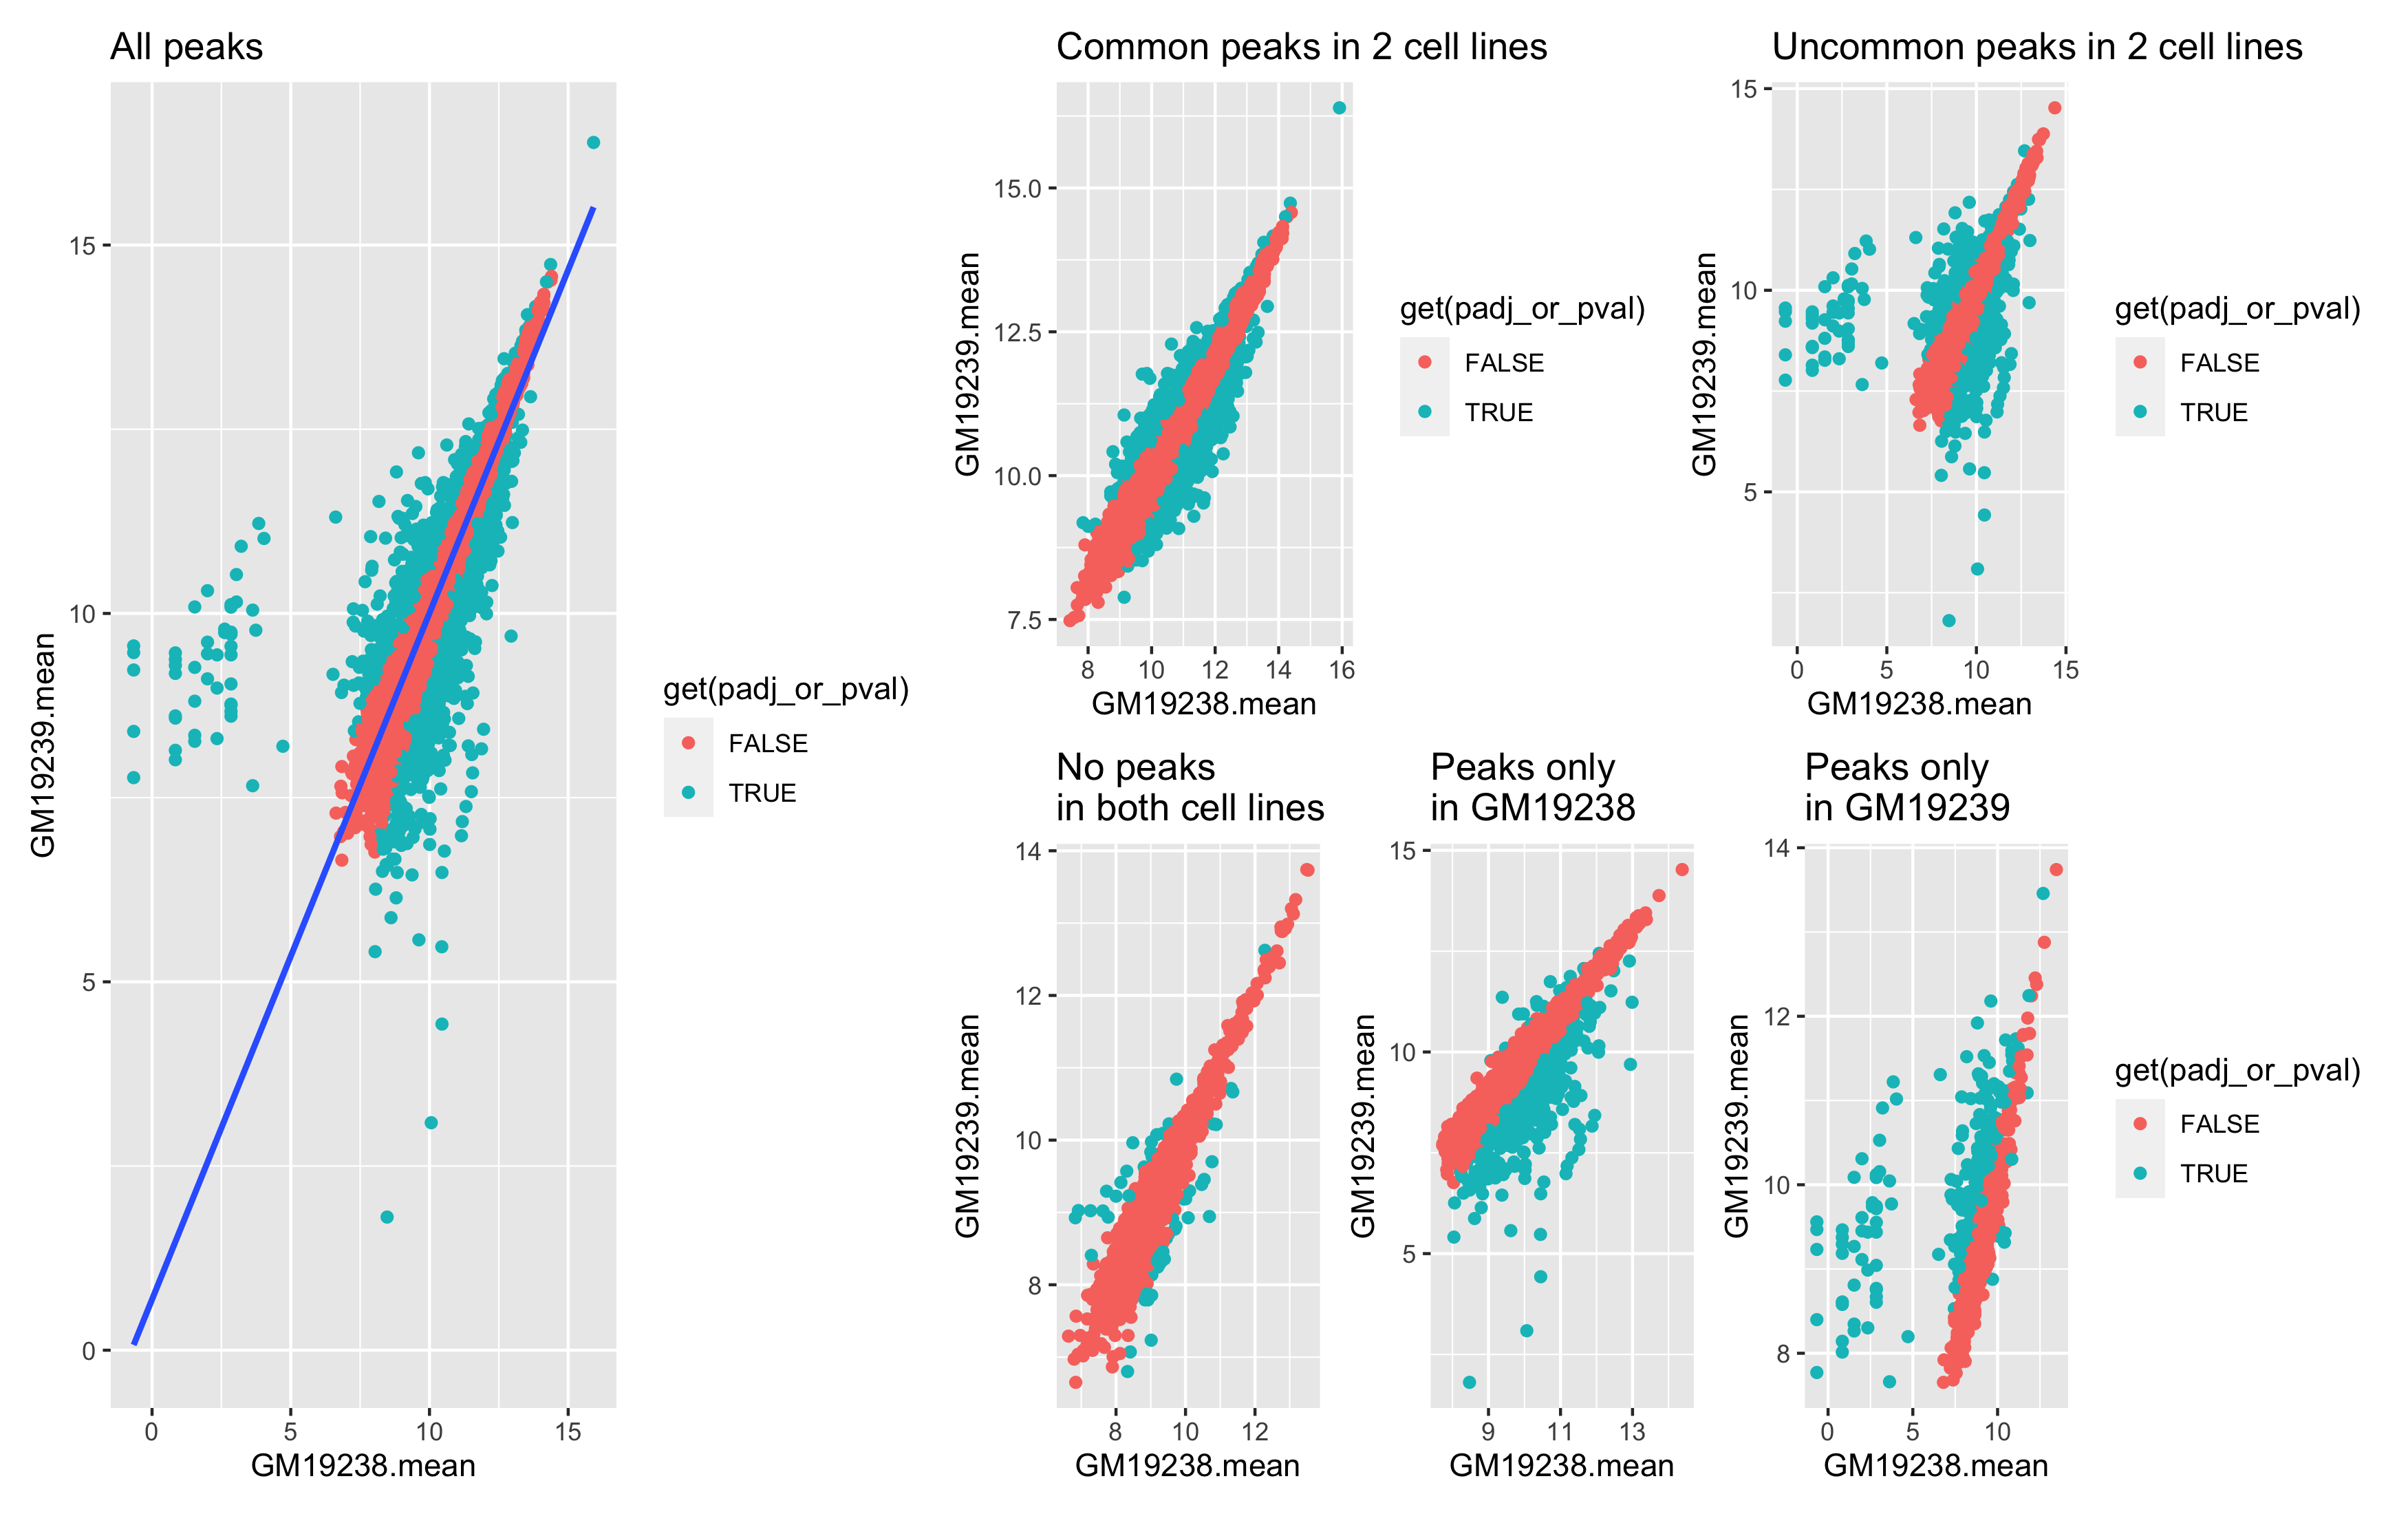 All peaks
15
10
5
0
0 5 10 15
GM19238.mean
GM19239.mean
get(padj_or_pval)
FALSE
TRUE
Common peaks in 2 cell lines
15.0
12.5
10.0
7.5
8 10 12 14 16
GM19238.mean
GM19239.mean
get(padj_or_pval)
FALSE
TRUE
Uncommon peaks in 2 cell lines
15
10
5
0 5 10 15
GM19238.mean
GM19239.mean
get(padj_or_pval)
FALSE
TRUE
No peaks
in both cell lines
14
12
10
8
8 10 12
GM19238.mean
GM19239.mean
Peaks only
in GM19238
15
10
5
9 11 13
GM19238.mean
GM19239.mean
Peaks only
in GM19239
14
12
10
8
0 5 10
GM19238.mean
GM19239.mean
get(padj_or_pval)
FALSE
TRUE